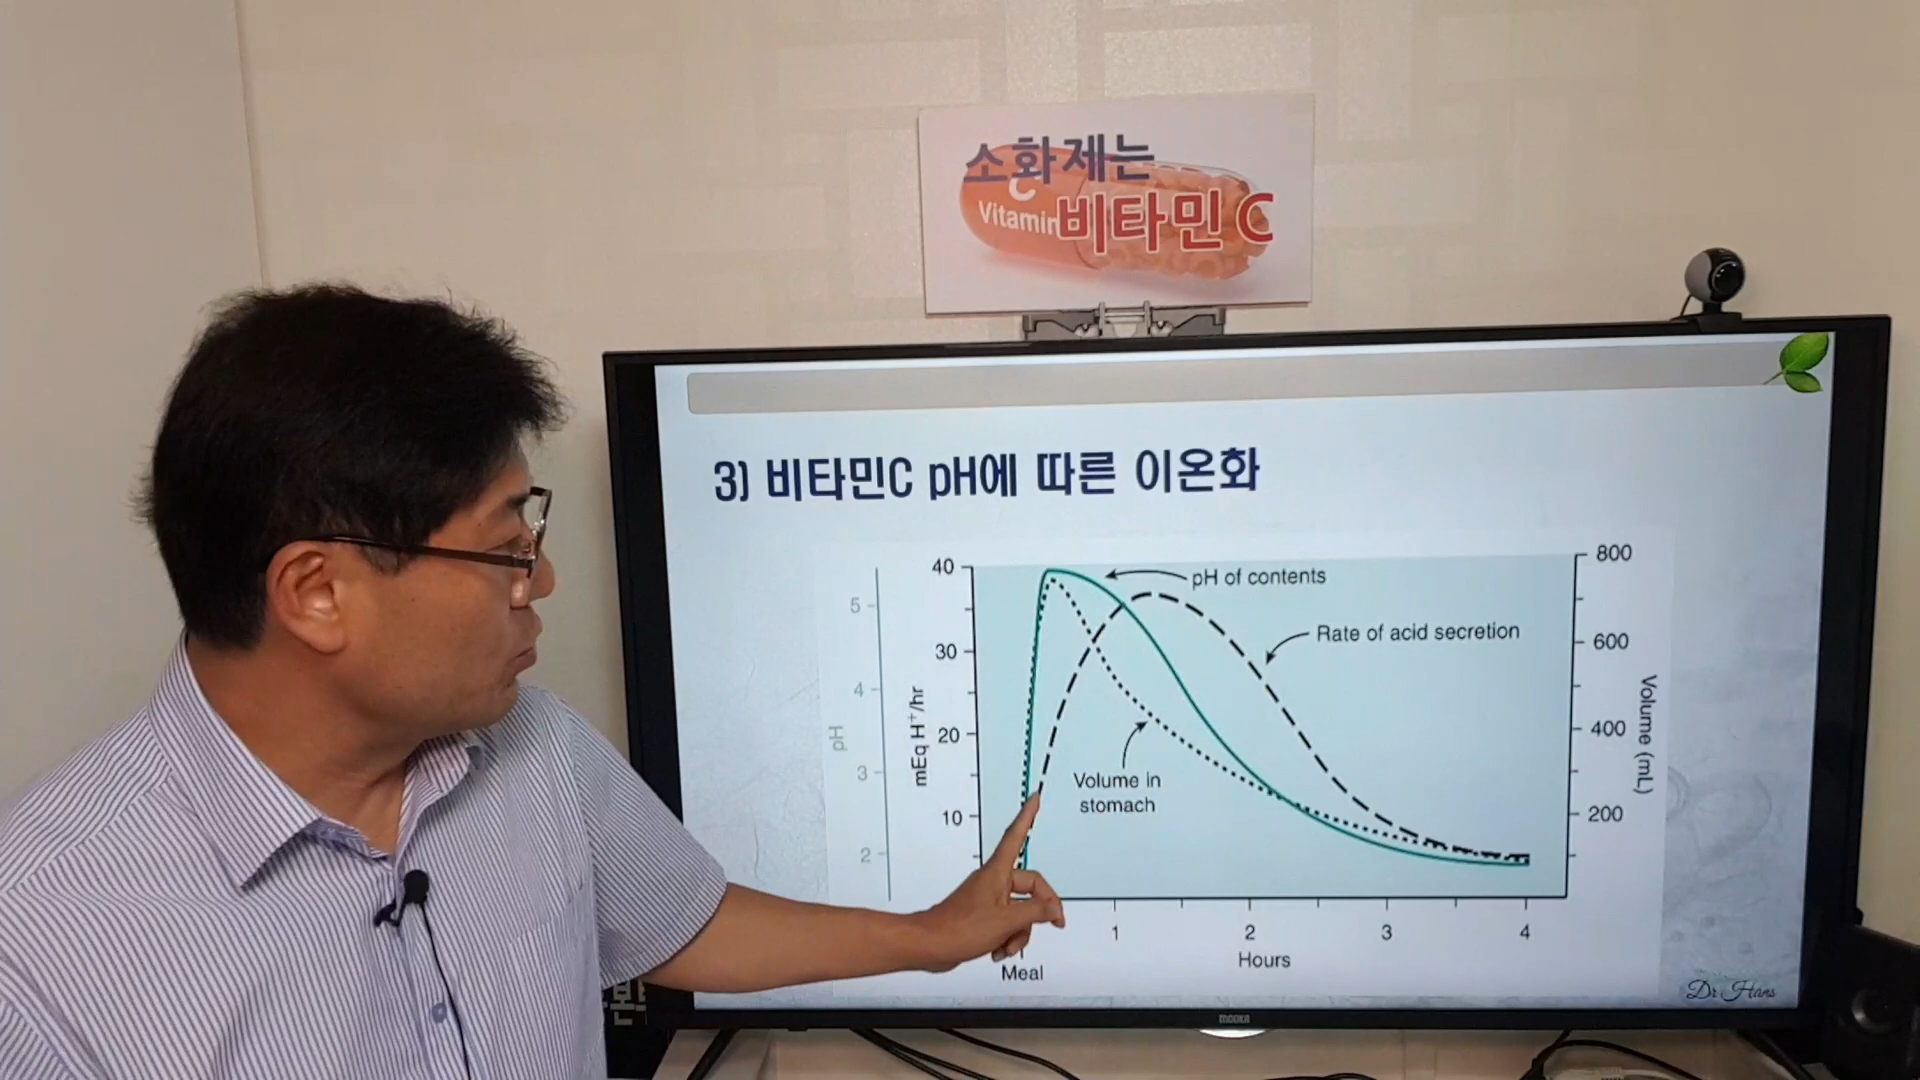 소화제는
C
Vitamin
비타민 C
3) 비타민C pH에 따른 이온화
pH of contents
Rate of acid secretion
Volume in
stomach
pH
5
4
3
2
mEq H⁺/hr
40
30
20
10
800
600
400
200
Volume (mL)
1
2
3
4
Meal
Hours
Dr Hans
MOOKA